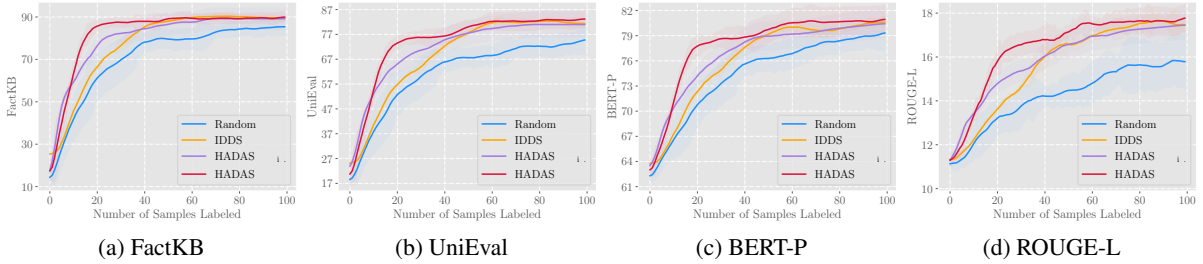 FactKB
90
70
50
30
10
0 20 40 60 80 100
Number of Samples Labeled
Random
IDDS
HADAS i .
HADAS
(a) FactKB
UniEval
87
77
67
57
47
37
27
17
0 20 40 60 80 100
Number of Samples Labeled
Random
IDDS
HADAS i .
HADAS
(b) UniEval
BERT-P
82
79
76
73
70
67
64
61
0 20 40 60 80 100
Number of Samples Labeled
Random
IDDS
HADAS i .
HADAS
(c) BERT-P
ROUGE-L
18
16
14
12
10
0 20 40 60 80 100
Number of Samples Labeled
Random
IDDS
HADAS i .
HADAS
(d) ROUGE-L